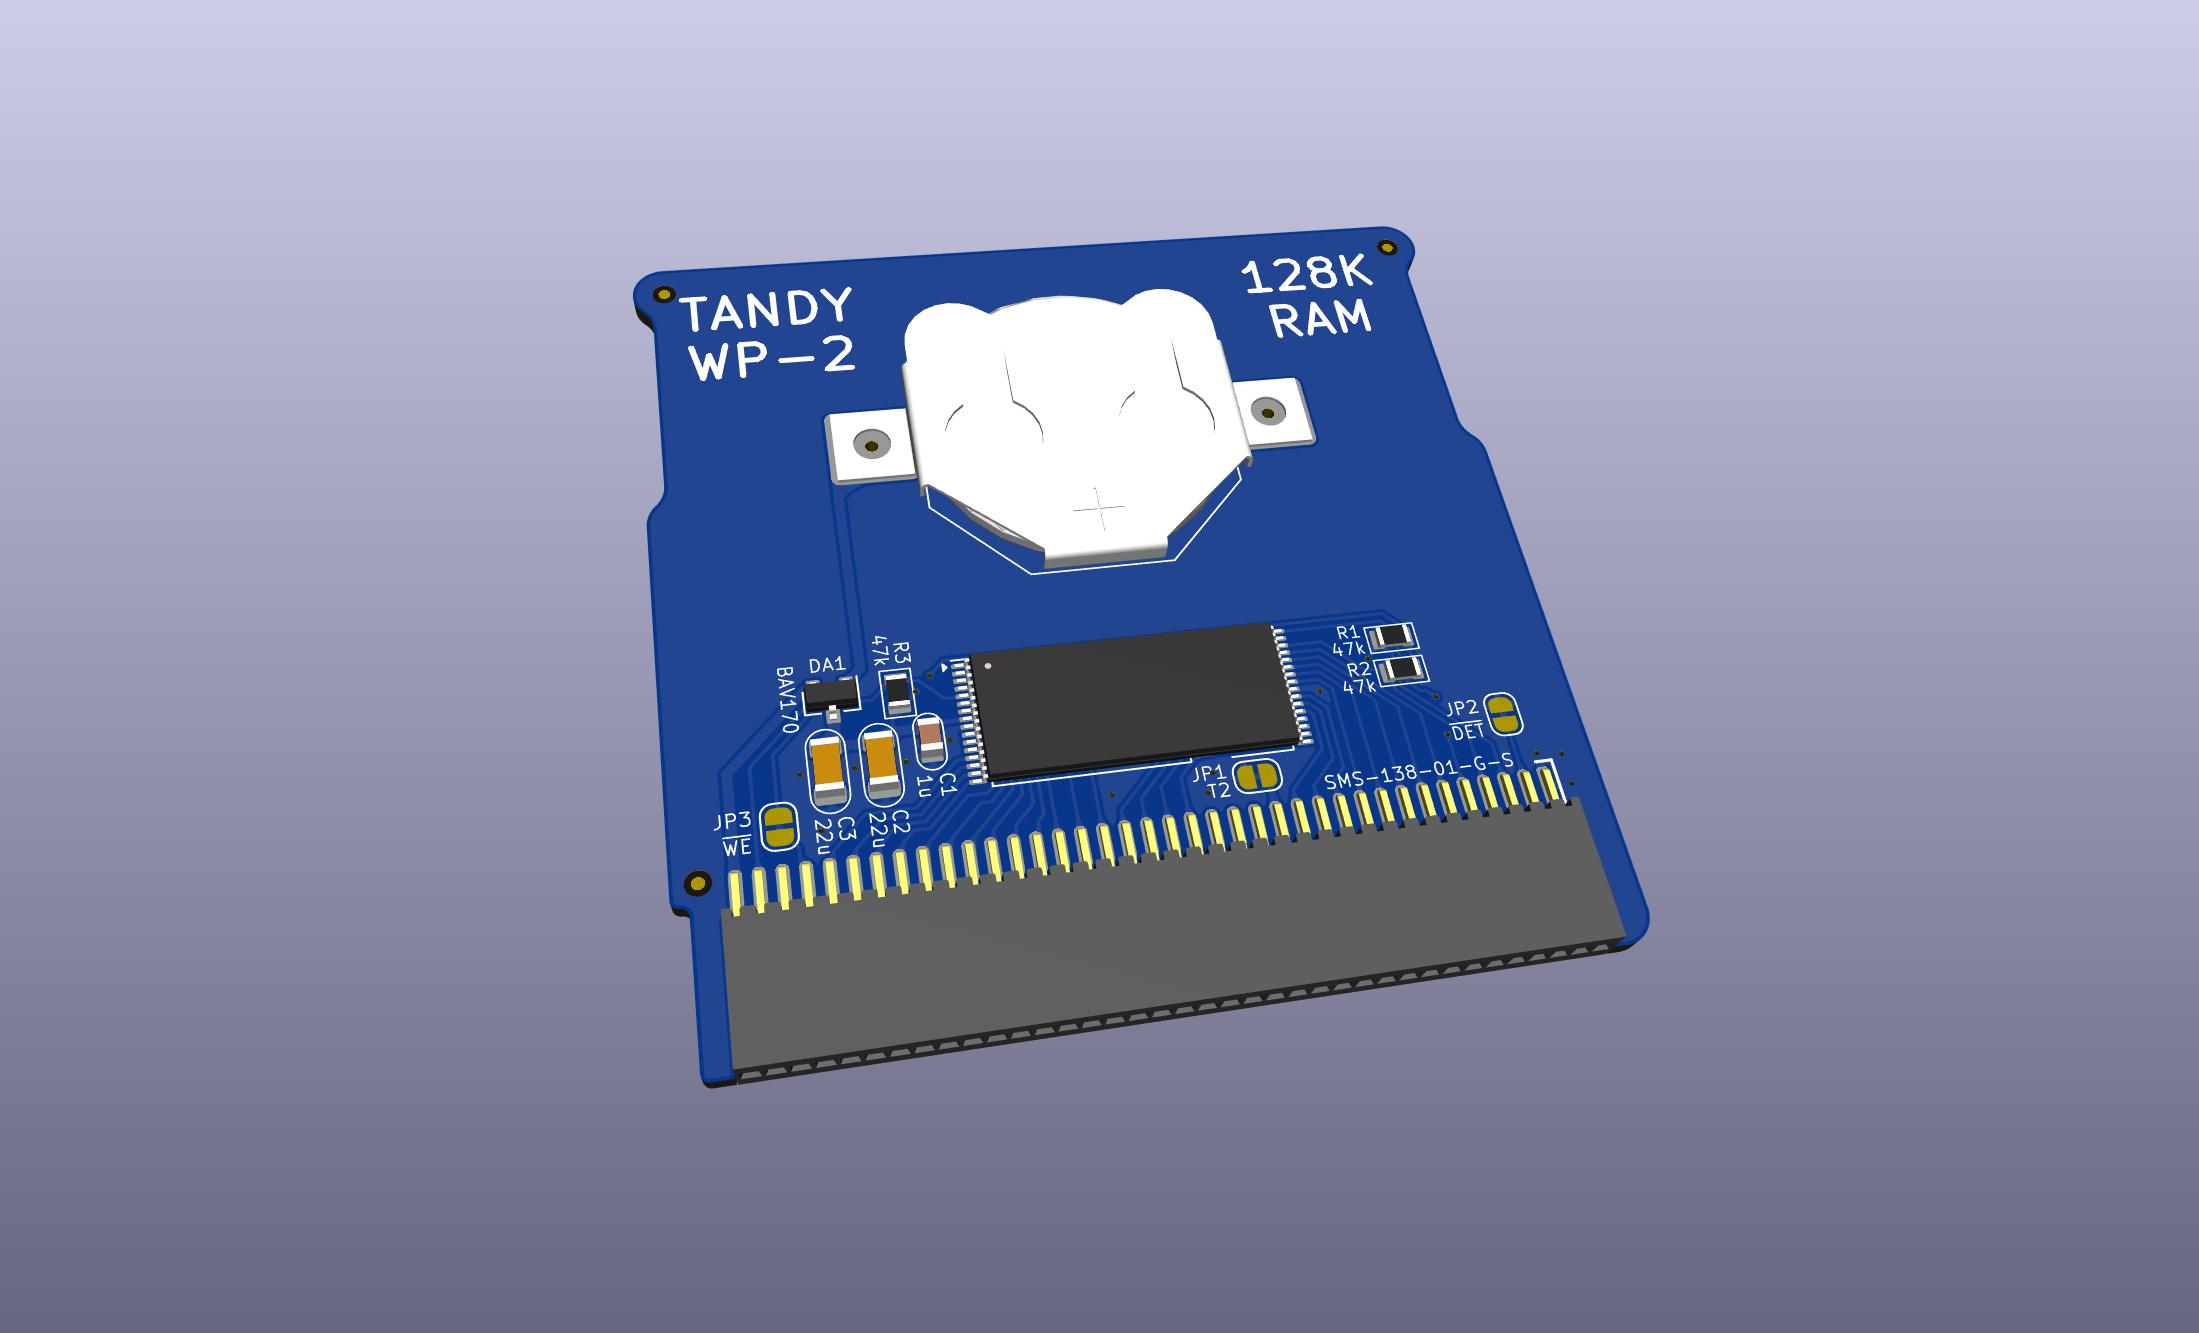 TANDY
WP-2
128K
RAM
DA1
BAV170
R3
47k
R1
47k
R2
47k
JP2
DET
C1
1u
C2
22u
C3
22u
JP3
WE
JP1
T2
SMS-138-01-G-S